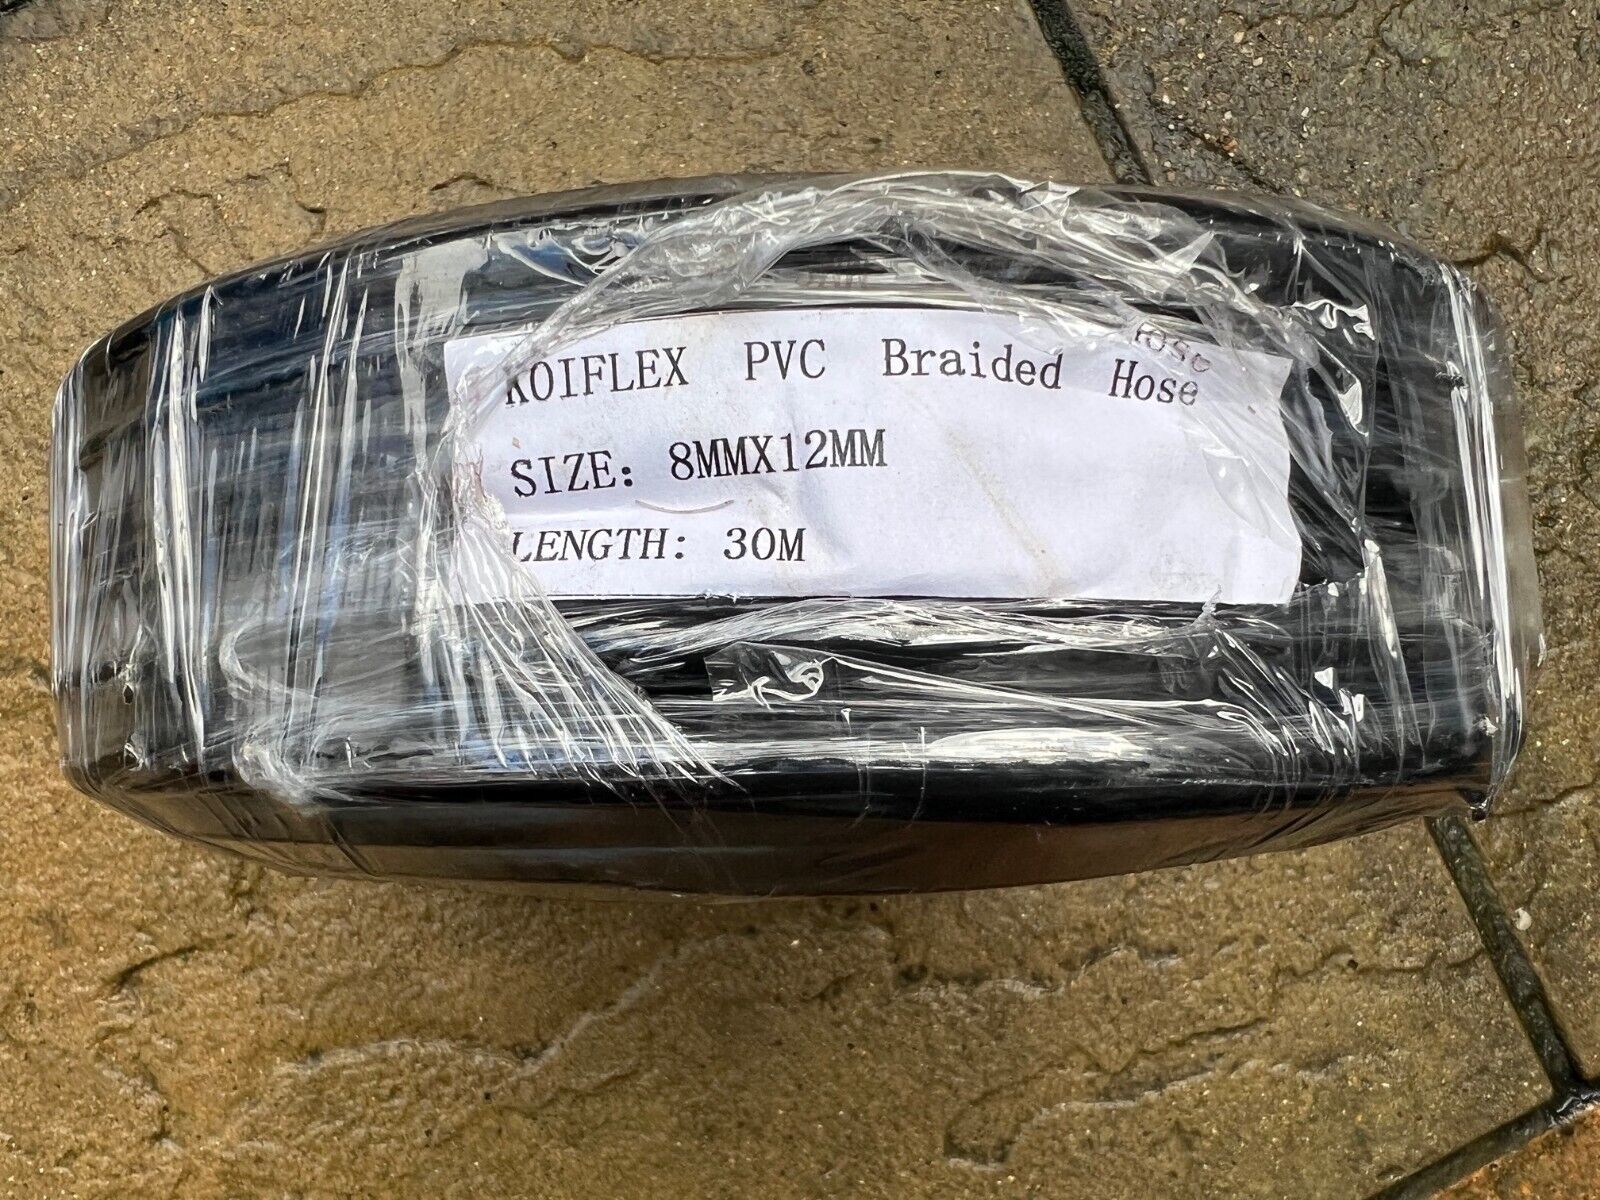 KOIFLEX PVC Braided Hose
SIZE: 8MMX12MM
LENGTH: 30M